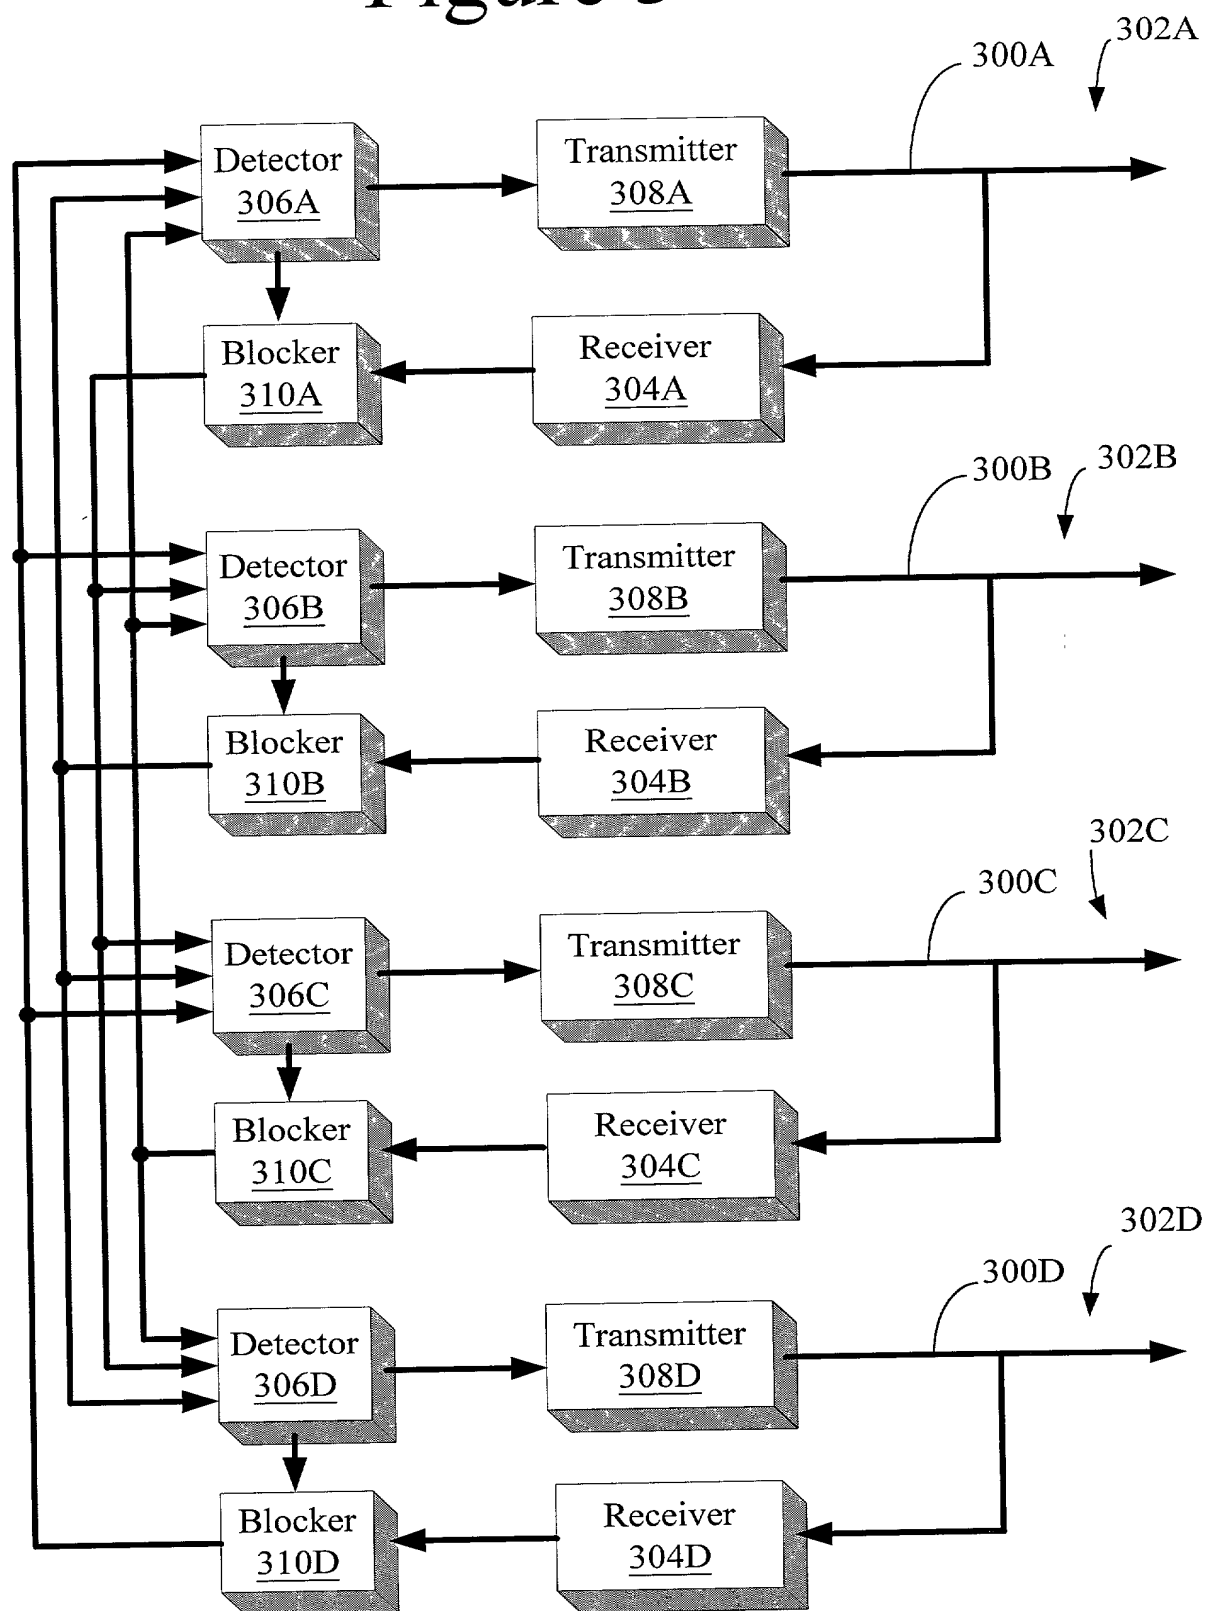 Figure 3
302A
300A
Detector
306A
Transmitter
308A
Blocker
310A
Receiver
304A
302B
300B
Detector
306B
Transmitter
308B
Blocker
310B
Receiver
304B
302C
300C
Detector
306C
Transmitter
308C
Blocker
310C
Receiver
304C
302D
300D
Detector
306D
Transmitter
308D
Blocker
310D
Receiver
304D